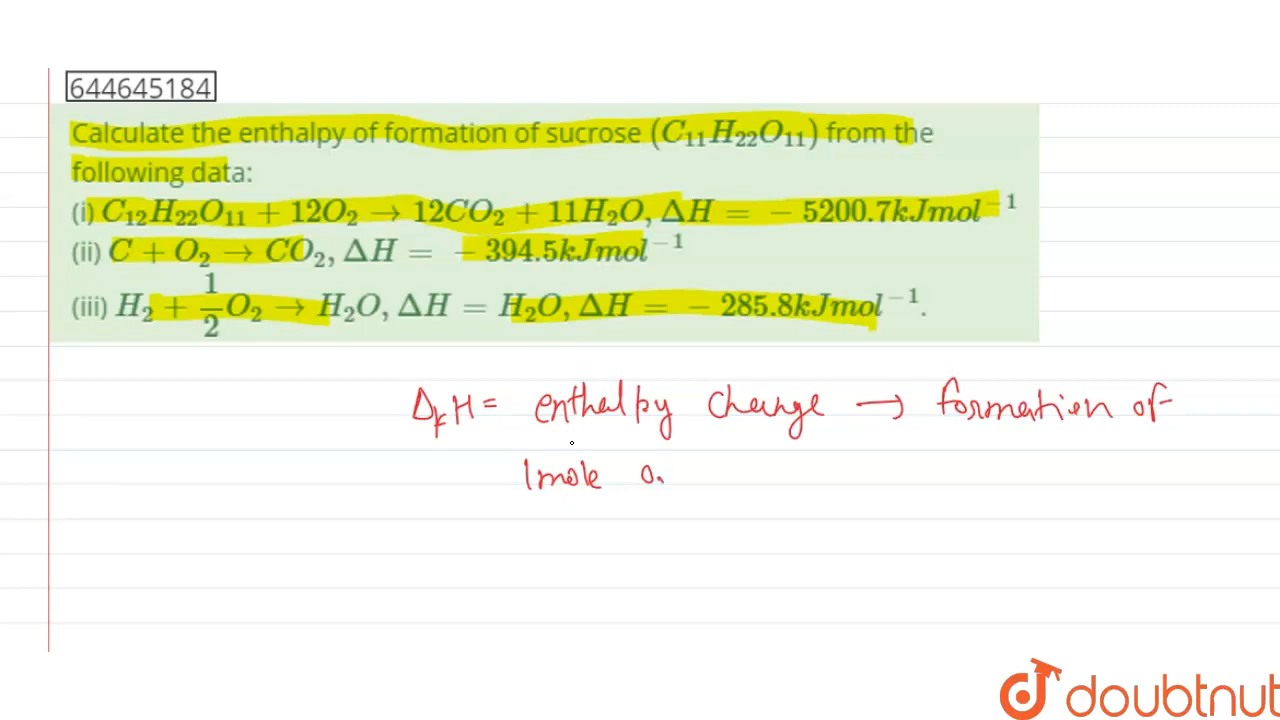 644645184
Calculate the enthalpy of formation of sucrose (C₁₁H₂₂O₁₁) from the
following data:
(i) C₁₂H₂₂O₁₁ + 12O₂ → 12CO₂ + 11H₂O, ΔH = − 5200.7kJmol⁻¹
(ii) C + O₂ → CO₂, ΔH = − 394.5kJmol⁻¹
(iii) H₂ + 1/2 O₂ → H₂O, ΔH = H₂O, ΔH = − 285.8kJmol⁻¹.
ΔfH = enthalpy change → formation of
1mole o
doubtnut